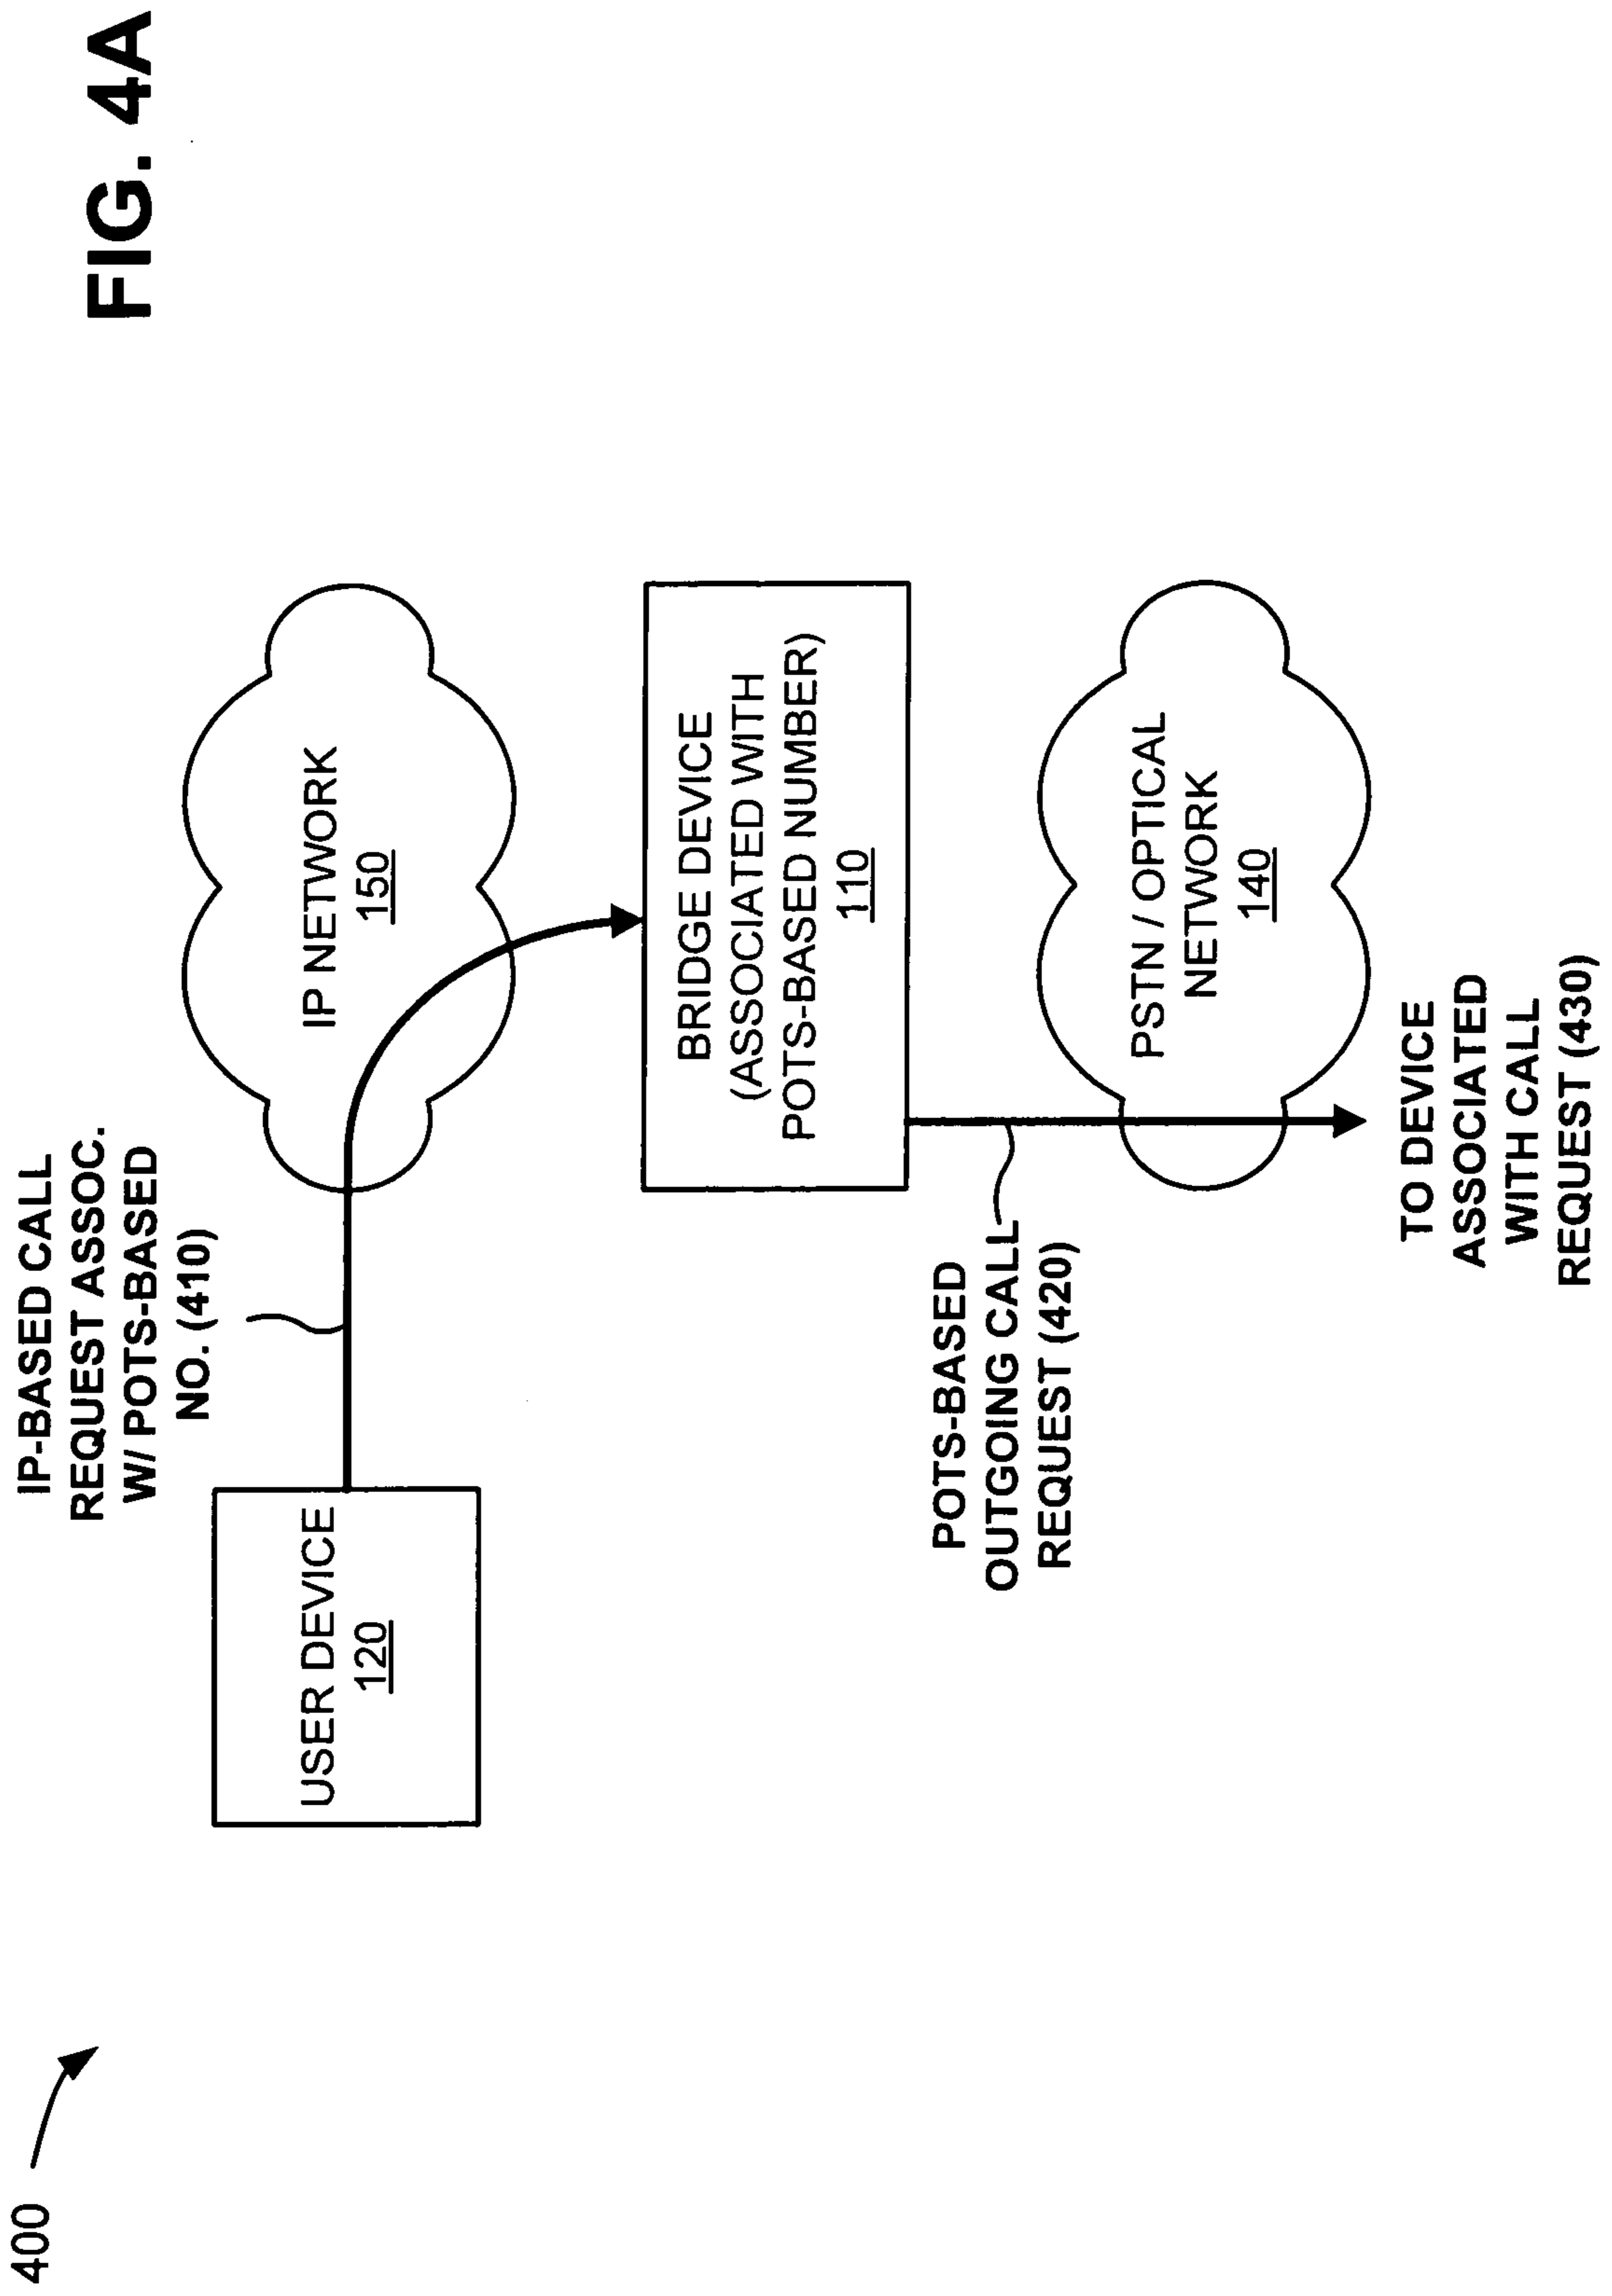 FIG. 4A
400
IP-BASED CALL
REQUEST ASSOC.
W/ POTS-BASED
NO. (410)
USER DEVICE
120
IP NETWORK
150
BRIDGE DEVICE
(ASSOCIATED WITH
POTS-BASED NUMBER)
110
POTS-BASED
OUTGOING CALL
REQUEST (420)
PSTN / OPTICAL
NETWORK
140
TO DEVICE
ASSOCIATED
WITH CALL
REQUEST (430)